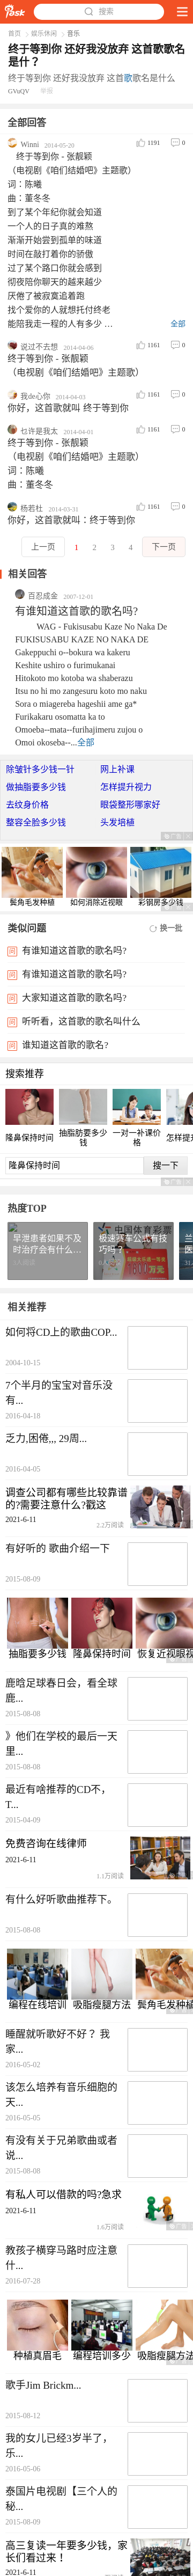 Task
搜索
首页 > 娱乐休闲 > 音乐
终于等到你 还好我没放弃 这首歌歌名是什？
终于等到你 还好我没放弃 这首歌歌名是什么
GVuQV 举报
全部回答
Winni 2014-05-20 1191 0
终于等到你 - 张靓颖
（电视剧《咱们结婚吧》主题歌）
词：陈曦
曲：董冬冬
到了某个年纪你就会知道
一个人的日子真的难熬
渐渐开始尝到孤单的味道
时间在敲打着你的骄傲
过了某个路口你就会感到
彻夜陪你聊天的越来越少
厌倦了被寂寞追着跑
找个爱你的人就想托付终老
能陪我走一程的人有多少 … 全部
说过不去想 2014-04-06 1161 0
终于等到你 - 张靓颖
（电视剧《咱们结婚吧》主题歌）
我de心你 2014-04-03 1161 0
你好，这首歌就叫 终于等到你
乜许是我太 2014-04-01 1161 0
终于等到你 - 张靓颖
（电视剧《咱们结婚吧》主题歌）
词：陈曦
曲：董冬冬
杨若杜 2014-03-31 1161 0
你好，这首歌就叫：终于等到你
上一页 1 2 3 4 下一页
相关回答
百忍成金 2007-12-01
有谁知道这首歌的歌名吗?
WAG - Fukisusabu Kaze No Naka De
FUKISUSABU KAZE NO NAKA DE
Gakeppuchi o--bokura wa kakeru
Keshite ushiro o furimukanai
Hitokoto no kotoba wa shaberazu
Itsu no hi mo zangesuru koto mo naku
Sora o miagereba hageshii ame ga*
Furikakaru osomatta ka to
Omoeba--mata--furihajimeru zujou o
Omoi okoseba--...全部
除皱针多少钱一针 网上补课
做抽脂要多少钱 怎样提升视力
去纹身价格 眼袋整形哪家好
整容全脸多少钱 头发培植
广告
鬓角毛发种植 如何消除近视眼 彩钢房多少钱
类似问题 换一批
问 有谁知道这首歌的歌名吗?
问 有谁知道这首歌的歌名吗?
问 大家知道这首歌的歌名吗?
问 听听看，这首歌的歌名叫什么
问 谁知道这首歌的歌名?
搜索推荐
隆鼻保持时间 抽脂肪要多少钱 一对一补课价格
隆鼻保持时间 搜一下
广告
热度TOP
早泄患者如果不及时治疗会有什么...
极速赛车公式有技巧吗？
相关推荐
如何将CD上的歌曲COP...
2004-10-15
7个半月的宝宝对音乐没有...
2016-04-18
乏力,困倦,,, 29周...
2016-04-05
调查公司都有哪些比较靠谱的?需要注意什么?戳这
2021-6-11
2.2万阅读
有好听的 歌曲介绍一下
2015-08-09
抽脂要多少钱 隆鼻保持时间
鹿晗足球春日会，看全球鹿...
2015-08-08
》他们在学校的最后一天里...
2015-08-08
最近有啥推荐的CD不，T...
2015-04-09
免费咨询在线律师
2021-6-11
1.1万阅读
有什么好听歌曲推荐下。
2015-08-08
编程在线培训 吸脂瘦腿方法
睡醒就听歌好不好？ 我家...
2016-05-02
该怎么培养有音乐细胞的天...
2016-05-05
有没有关于兄弟歌曲或者说...
2015-08-08
有私人可以借款的吗?急求
2021-6-11
1.6万阅读
教孩子横穿马路时应注意什...
2016-07-28
种植真眉毛 编程培训多少
歌手Jim Brickm...
2015-08-12
我的女儿已经3岁半了，乐...
2016-05-06
泰国片电视剧【三个人的秘...
2015-08-09
高三复读一年要多少钱，家长们看过来！
2021-6-11